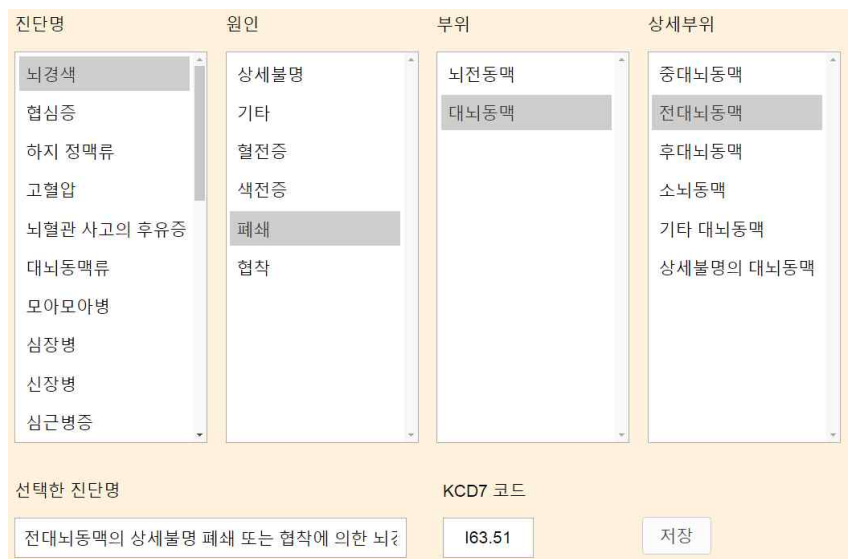 진단명
원인
부위
상세부위
뇌경색
협심증
하지 정맥류
고혈압
뇌혈관 사고의 후유증
대뇌동맥류
모아모아병
심장병
신장병
심근병증
상세불명
기타
혈전증
색전증
폐쇄
협착
뇌전동맥
대뇌동맥
중대뇌동맥
전대뇌동맥
후대뇌동맥
소뇌동맥
기타 대뇌동맥
상세불명의 대뇌동맥
선택한 진단명
KCD7 코드
전대뇌동맥의 상세불명 폐쇄 또는 협착에 의한
I63.51
저장